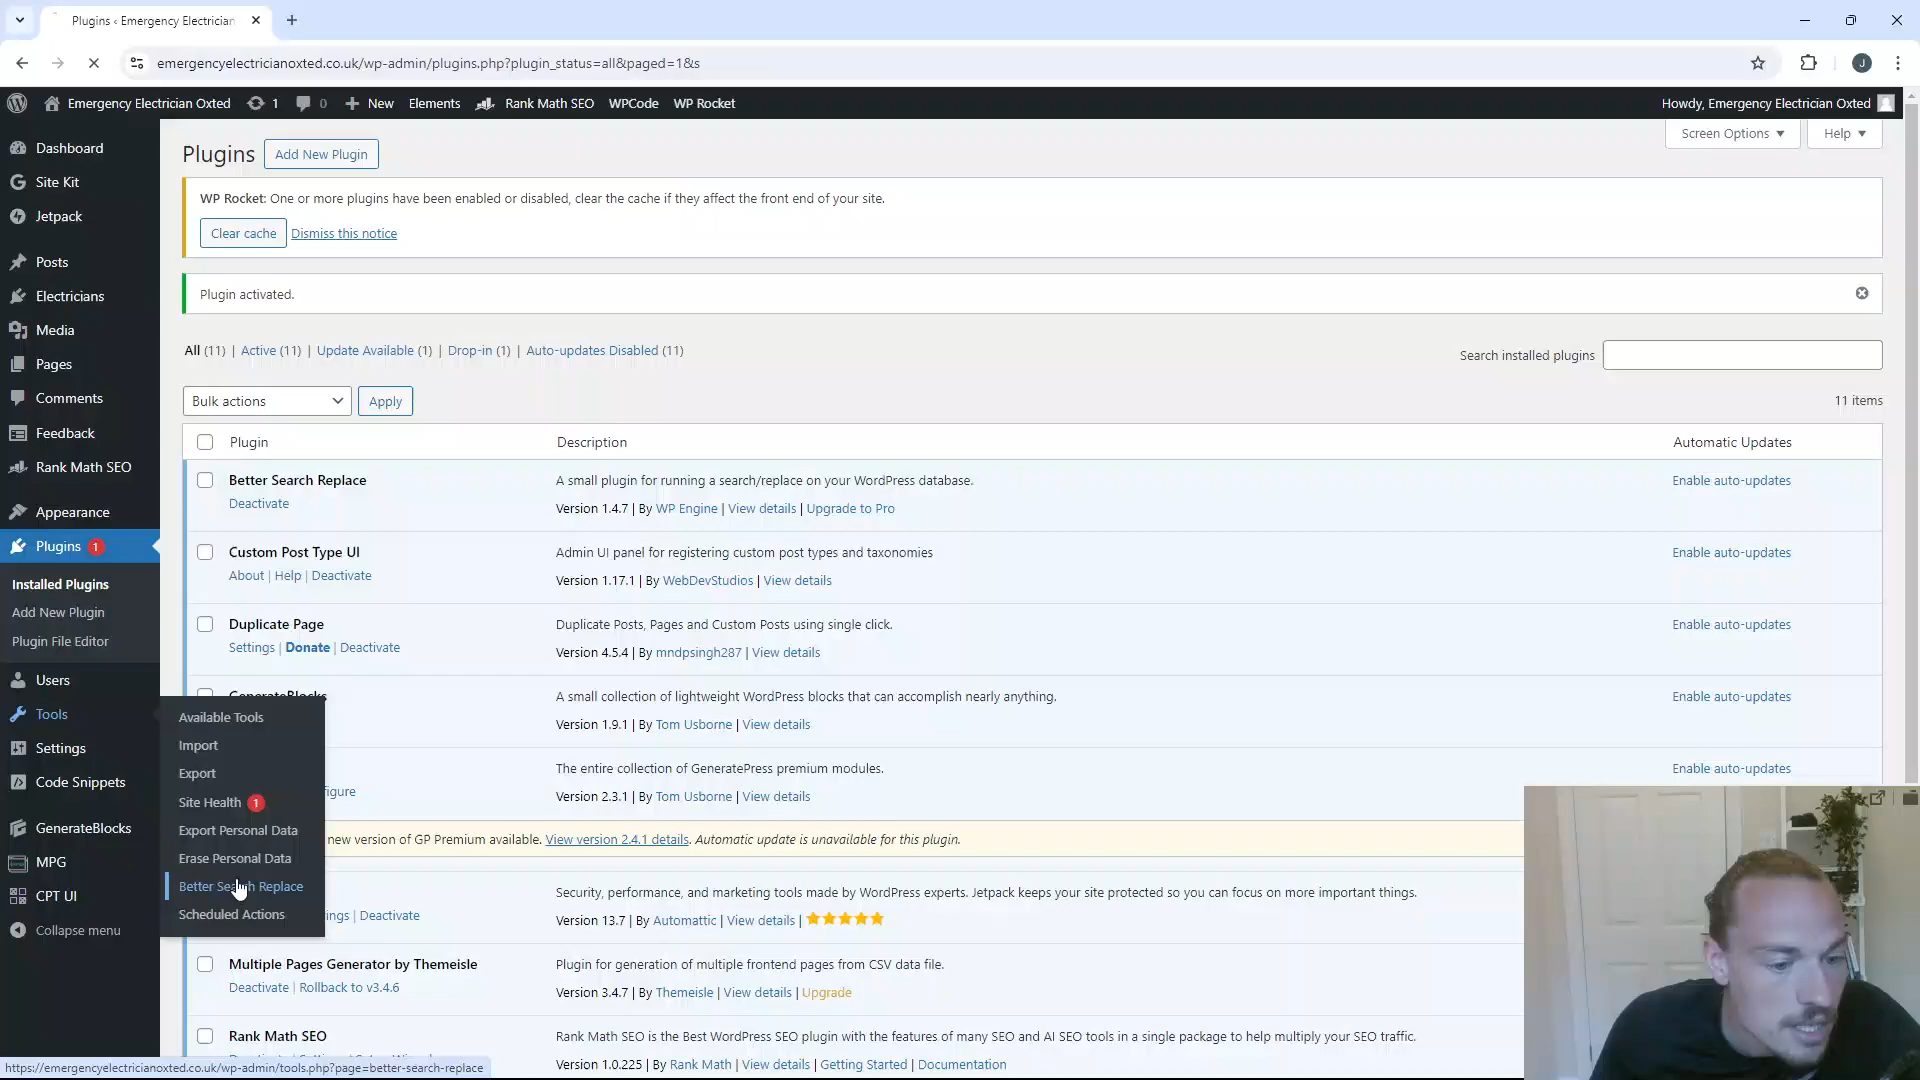 Plugins ‹ Emergency Electrician
emergencyelectricianoxted.co.uk/wp-admin/plugins.php?plugin_status=all&paged=1&s
J
Emergency Electrician Oxted 1 0 New Elements Rank Math SEO WPCode WP Rocket Howdy, Emergency Electrician Oxted
Screen Options Help
Dashboard
Site Kit
Jetpack
Posts
Electricians
Media
Pages
Comments
Feedback
Rank Math SEO
Appearance
Plugins 1
Installed Plugins
Add New Plugin
Plugin File Editor
Users
Tools
Settings
Code Snippets
GenerateBlocks
MPG
CPT UI
Collapse menu
Available Tools
Import
Export
Site Health 1
Export Personal Data
Erase Personal Data
Better Search Replace
Scheduled Actions
Plugins Add New Plugin
WP Rocket: One or more plugins have been enabled or disabled, clear the cache if they affect the front end of your site.
Clear cache Dismiss this notice
Plugin activated.
All (11) | Active (11) | Update Available (1) | Drop-in (1) | Auto-updates Disabled (11)
Search installed plugins
Bulk actions Apply
11 items
Plugin Description Automatic Updates
Better Search Replace A small plugin for running a search/replace on your WordPress database. Enable auto-updates
Deactivate Version 1.4.7 | By WP Engine | View details | Upgrade to Pro
Custom Post Type UI Admin UI panel for registering custom post types and taxonomies Enable auto-updates
About | Help | Deactivate Version 1.17.1 | By WebDevStudios | View details
Duplicate Page Duplicate Posts, Pages and Custom Posts using single click. Enable auto-updates
Settings | Donate | Deactivate Version 4.5.4 | By mndpsingh287 | View details
GenerateBlocks A small collection of lightweight WordPress blocks that can accomplish nearly anything. Enable auto-updates
Version 1.9.1 | By Tom Usborne | View details
The entire collection of GeneratePress premium modules. Enable auto-updates
figure Version 2.3.1 | By Tom Usborne | View details
new version of GP Premium available. View version 2.4.1 details. Automatic update is unavailable for this plugin.
Security, performance, and marketing tools made by WordPress experts. Jetpack keeps your site protected so you can focus on more important things.
ngs | Deactivate Version 13.7 | By Automattic | View details |
Multiple Pages Generator by Themeisle Plugin for generation of multiple frontend pages from CSV data file.
Deactivate | Rollback to v3.4.6 Version 3.4.7 | By Themeisle | View details | Upgrade
Rank Math SEO Rank Math SEO is the Best WordPress SEO plugin with the features of many SEO and AI SEO tools in a single package to help multiply your SEO traffic.
Version 1.0.225 | By Rank Math | View details | Getting Started | Documentation
https://emergencyelectricianoxted.co.uk/wp-admin/tools.php?page=better-search-replace